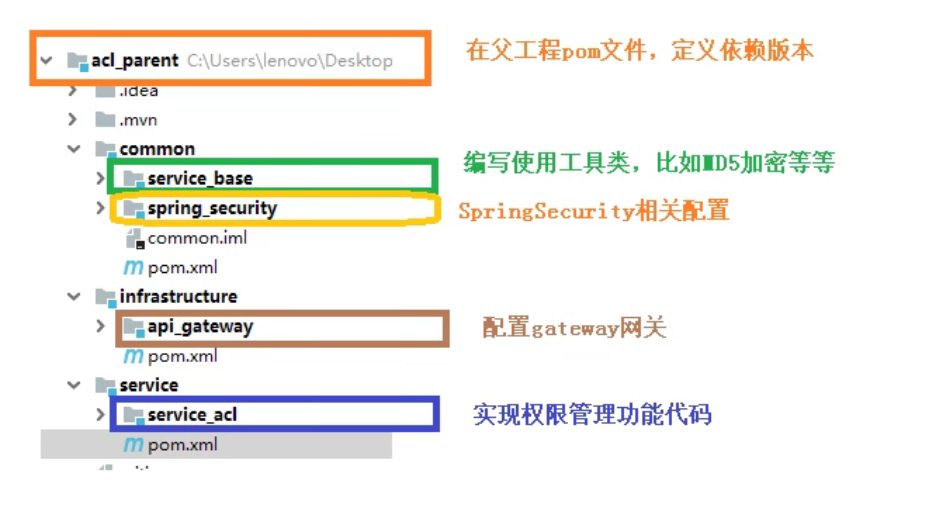 acl_parent C:\Users\lenovo\Desktop 在父工程pom文件，定义依赖版本
.idea
.mvn
common
service_base 编写使用工具类，比如MD5加密等等
spring_security SpringSecurity相关配置
common.iml
pom.xml
infrastructure
api_gateway 配置gateway网关
pom.xml
service
service_acl 实现权限管理功能代码
pom.xml